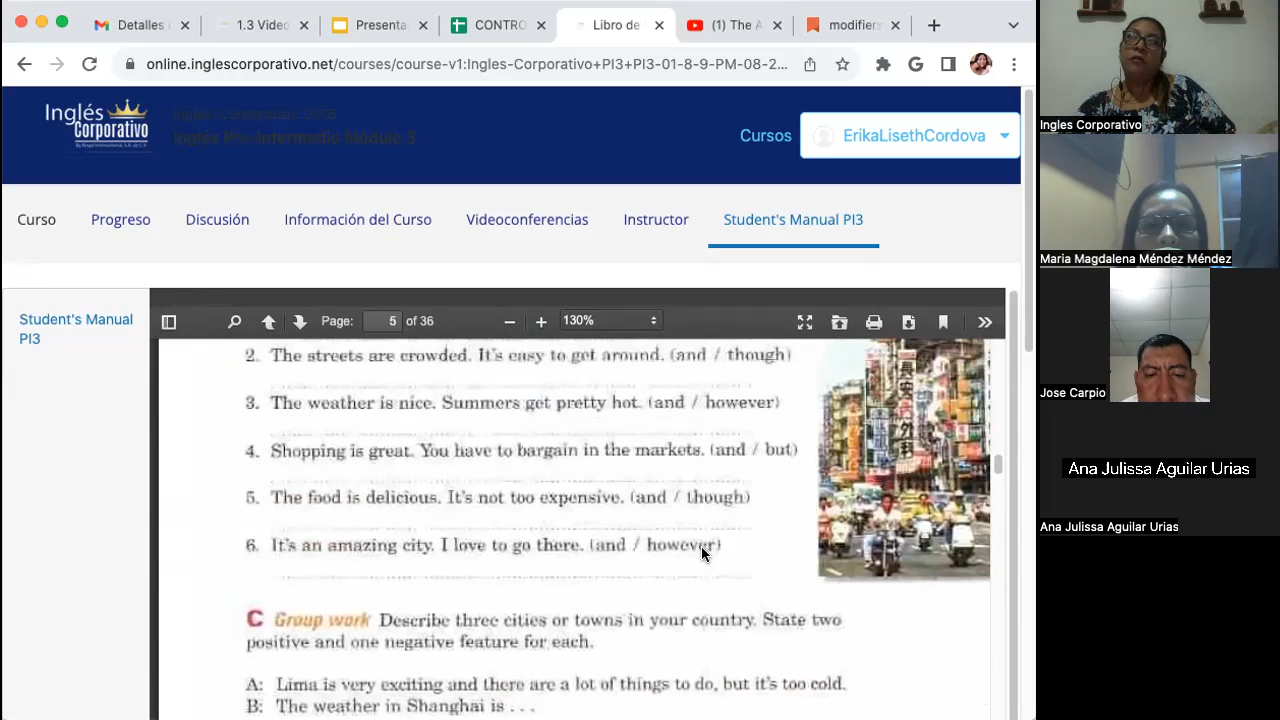 Detalles
1.3 Video
Presenta
CONTRO
Libro de
(1) The A
modifiers
online.inglescorporativo.net/courses/course-v1:Ingles-Corporativo+PI3+PI3-01-8-9-PM-08-2...
Inglés
Corporativo
Inglés Corporativo: 2016
Inglés Pre-Intermedio Módulo 3
Cursos
ErikaLisethCordova
Curso
Progreso
Discusión
Información del Curso
Videoconferencias
Instructor
Student's Manual PI3
Student's Manual
PI3
Page: 5 of 36
130%
2. The streets are crowded. It's easy to get around. (and / though)
3. The weather is nice. Summers get pretty hot. (and / however)
4. Shopping is great. You have to bargain in the markets. (and / but)
5. The food is delicious. It's not too expensive. (and / though)
6. It's an amazing city. I love to go there. (and / however)
C Group work Describe three cities or towns in your country. State two
positive and one negative feature for each.
A: Lima is very exciting and there are a lot of things to do, but it's too cold.
B: The weather in Shanghai is . . .
Ingles Corporativo
Maria Magdalena Méndez Méndez
Jose Carpio
Ana Julissa Aguilar Urias
Ana Julissa Aguilar Urias